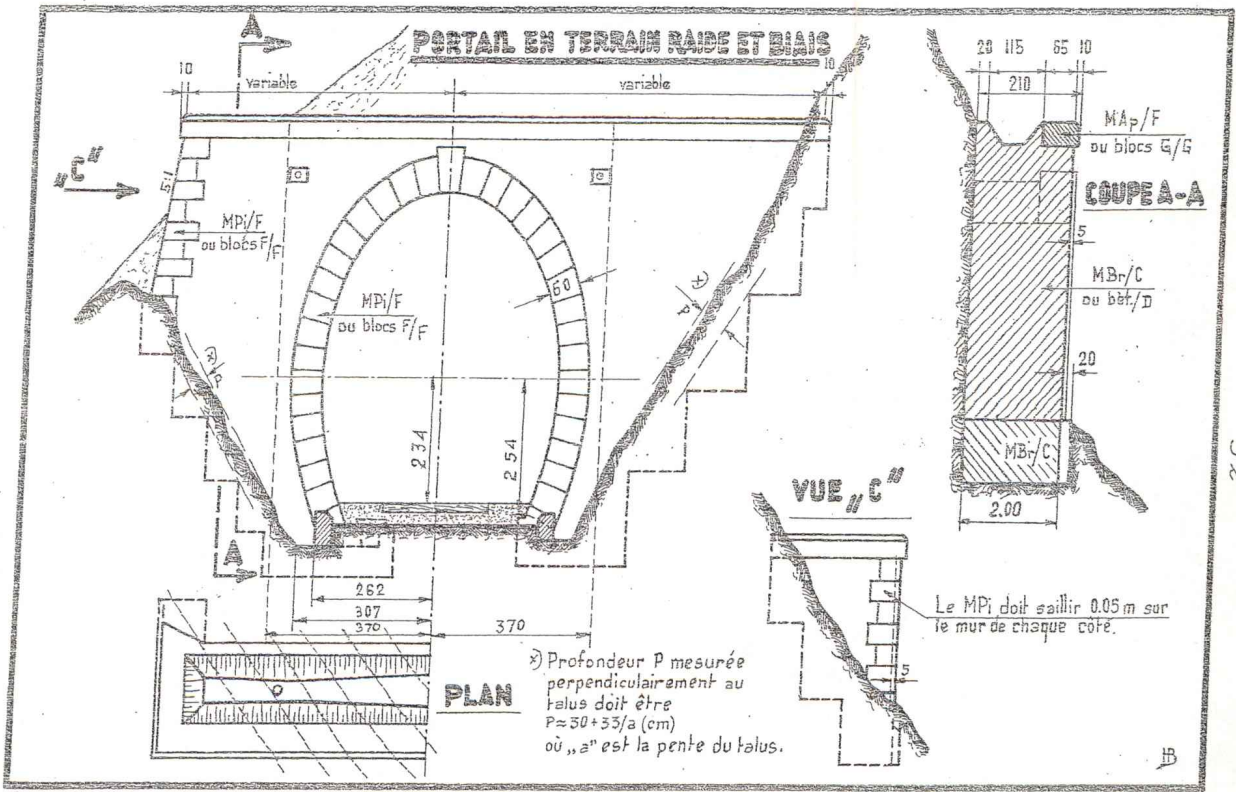 PORTAIL EN TERRAIN RAIDE ET BIAIS
A
10
variable
variable
10
„C"
5:1
MPi/F
ou blocs F/F
MPi/F
ou blocs F/F
60
x)
P
x)
P
234
254
A
262
307
370
370
PLAN
x) Profondeur P mesurée
perpendiculairement au
talus doit être
P≈30+33/a (cm)
où „a" est la pente du talus.
20 115 65 10
210
MAp/F
ou blocs G/G
COUPE A-A
5
MBr/C
ou bét./D
20
MBr/C
2.00
VUE „C"
Le MPi doit saillir 0.05 m sur
le mur de chaque côté.
5
HB